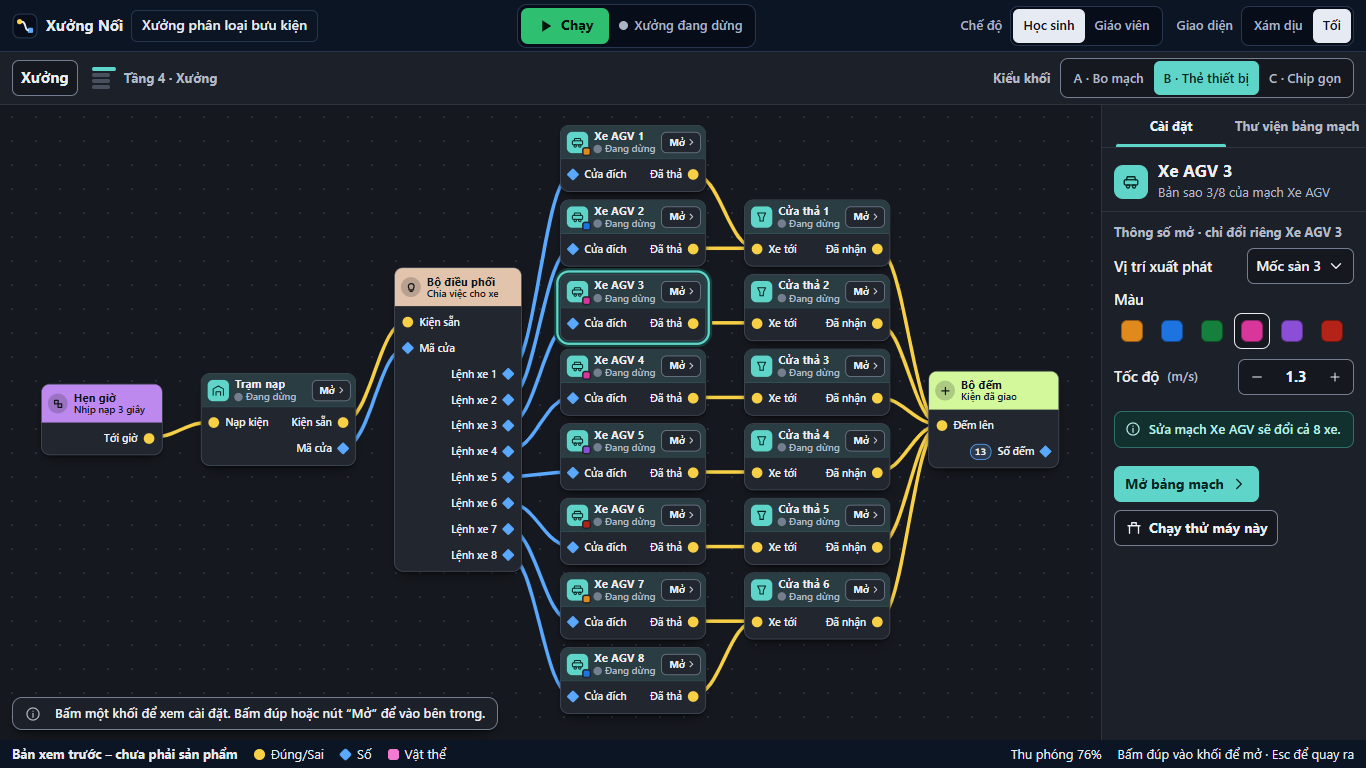 Xưởng Nối
Xưởng phân loại bưu kiện
Chạy
Xưởng đang dừng
Chế độ
Học sinh
Giáo viên
Giao diện
Xám dịu
Tối
Xưởng
Tầng 4 · Xưởng
Kiểu khối
A · Bo mạch
B · Thẻ thiết bị
C · Chip gọn
Hẹn giờ
Nhịp nạp 3 giây
Tới giờ
Trạm nạp
Đang dừng
Mở
Nạp kiện
Kiện sẵn
Mã cửa
Bộ điều phối
Chia việc cho xe
Kiện sẵn
Mã cửa
Lệnh xe 1
Lệnh xe 2
Lệnh xe 3
Lệnh xe 4
Lệnh xe 5
Lệnh xe 6
Lệnh xe 7
Lệnh xe 8
Xe AGV 1
Đang dừng
Mở
Cửa đích
Đã thả
Xe AGV 2
Đang dừng
Mở
Cửa đích
Đã thả
Xe AGV 3
Đang dừng
Mở
Cửa đích
Đã thả
Xe AGV 4
Đang dừng
Mở
Cửa đích
Đã thả
Xe AGV 5
Đang dừng
Mở
Cửa đích
Đã thả
Xe AGV 6
Đang dừng
Mở
Cửa đích
Đã thả
Xe AGV 7
Đang dừng
Mở
Cửa đích
Đã thả
Xe AGV 8
Đang dừng
Mở
Cửa đích
Đã thả
Cửa thả 1
Đang dừng
Mở
Xe tới
Đã nhận
Cửa thả 2
Đang dừng
Mở
Xe tới
Đã nhận
Cửa thả 3
Đang dừng
Mở
Xe tới
Đã nhận
Cửa thả 4
Đang dừng
Mở
Xe tới
Đã nhận
Cửa thả 5
Đang dừng
Mở
Xe tới
Đã nhận
Cửa thả 6
Đang dừng
Mở
Xe tới
Đã nhận
Bộ đếm
Kiện đã giao
Đếm lên
13
Số đếm
Cài đặt
Thư viện bảng mạch
Xe AGV 3
Bản sao 3/8 của mạch Xe AGV
Thông số mở · chỉ đổi riêng Xe AGV 3
Vị trí xuất phát
Mốc sàn 3
Màu
Tốc độ (m/s)
− 1.3 +
Sửa mạch Xe AGV sẽ đổi cả 8 xe.
Mở bảng mạch
Chạy thử máy này
Bấm một khối để xem cài đặt. Bấm đúp hoặc nút “Mở” để vào bên trong.
Bản xem trước – chưa phải sản phẩm
Đúng/Sai
Số
Vật thể
Thu phóng 76%
Bấm đúp vào khối để mở · Esc để quay ra